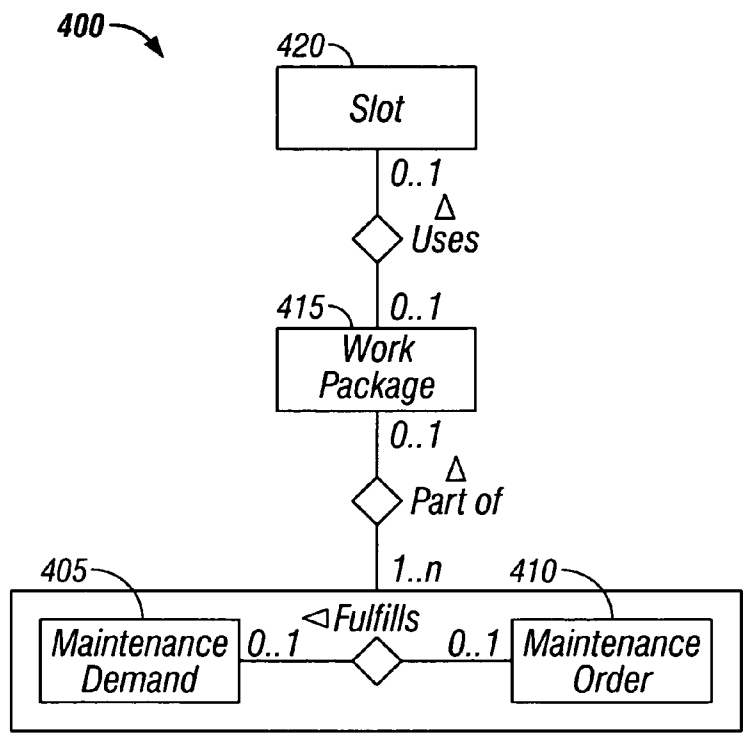 400
420
Slot
0..1
Δ
Uses
415
0..1
Work
Package
0..1
Δ
Part of
405
1..n
410
Fulfills
Maintenance
Demand
0..1
0..1
Maintenance
Order